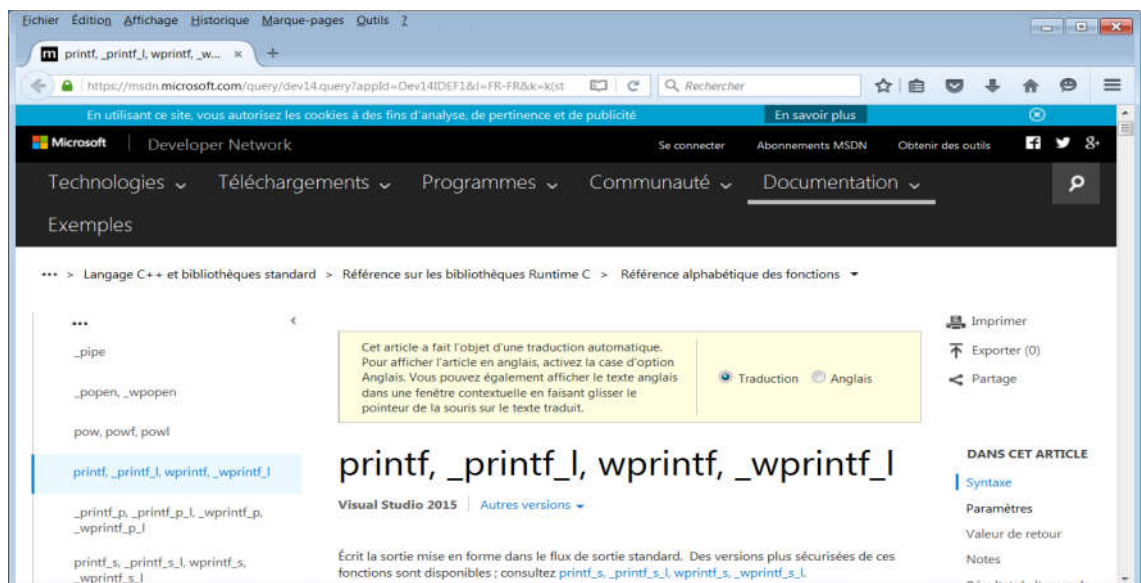 Fichier Édition Affichage Historique Marque-pages Outils ?
printf, _printf_l, wprintf, _w... × +
https://msdn.microsoft.com/query/dev14.query?appId=Dev14IDEF1&l=FR-FR&k=k(st
Rechercher
En utilisant ce site, vous autorisez les cookies à des fins d'analyse, de pertinence et de publicité
En savoir plus
Microsoft Developer Network
Se connecter Abonnements MSDN Obtenir des outils
Technologies Téléchargements Programmes Communauté Documentation
Exemples
••• > Langage C++ et bibliothèques standard > Référence sur les bibliothèques Runtime C > Référence alphabétique des fonctions
•••
_pipe
_popen, _wpopen
pow, powf, powl
printf, _printf_l, wprintf, _wprintf_l
_printf_p, _printf_p_l, _wprintf_p,
_wprintf_p_l
printf_s, _printf_s_l, wprintf_s,
_wprintf_s_l
Cet article a fait l'objet d'une traduction automatique.
Pour afficher l'article en anglais, activez la case d'option
Anglais. Vous pouvez également afficher le texte anglais
dans une fenêtre contextuelle en faisant glisser le
pointeur de la souris sur le texte traduit.
Traduction Anglais
printf, _printf_l, wprintf, _wprintf_l
Visual Studio 2015 Autres versions
Écrit la sortie mise en forme dans le flux de sortie standard. Des versions plus sécurisées de ces
fonctions sont disponibles ; consultez printf_s, _printf_s_l, wprintf_s, _wprintf_s_l.
Imprimer
Exporter (0)
Partage
DANS CET ARTICLE
Syntaxe
Paramètres
Valeur de retour
Notes